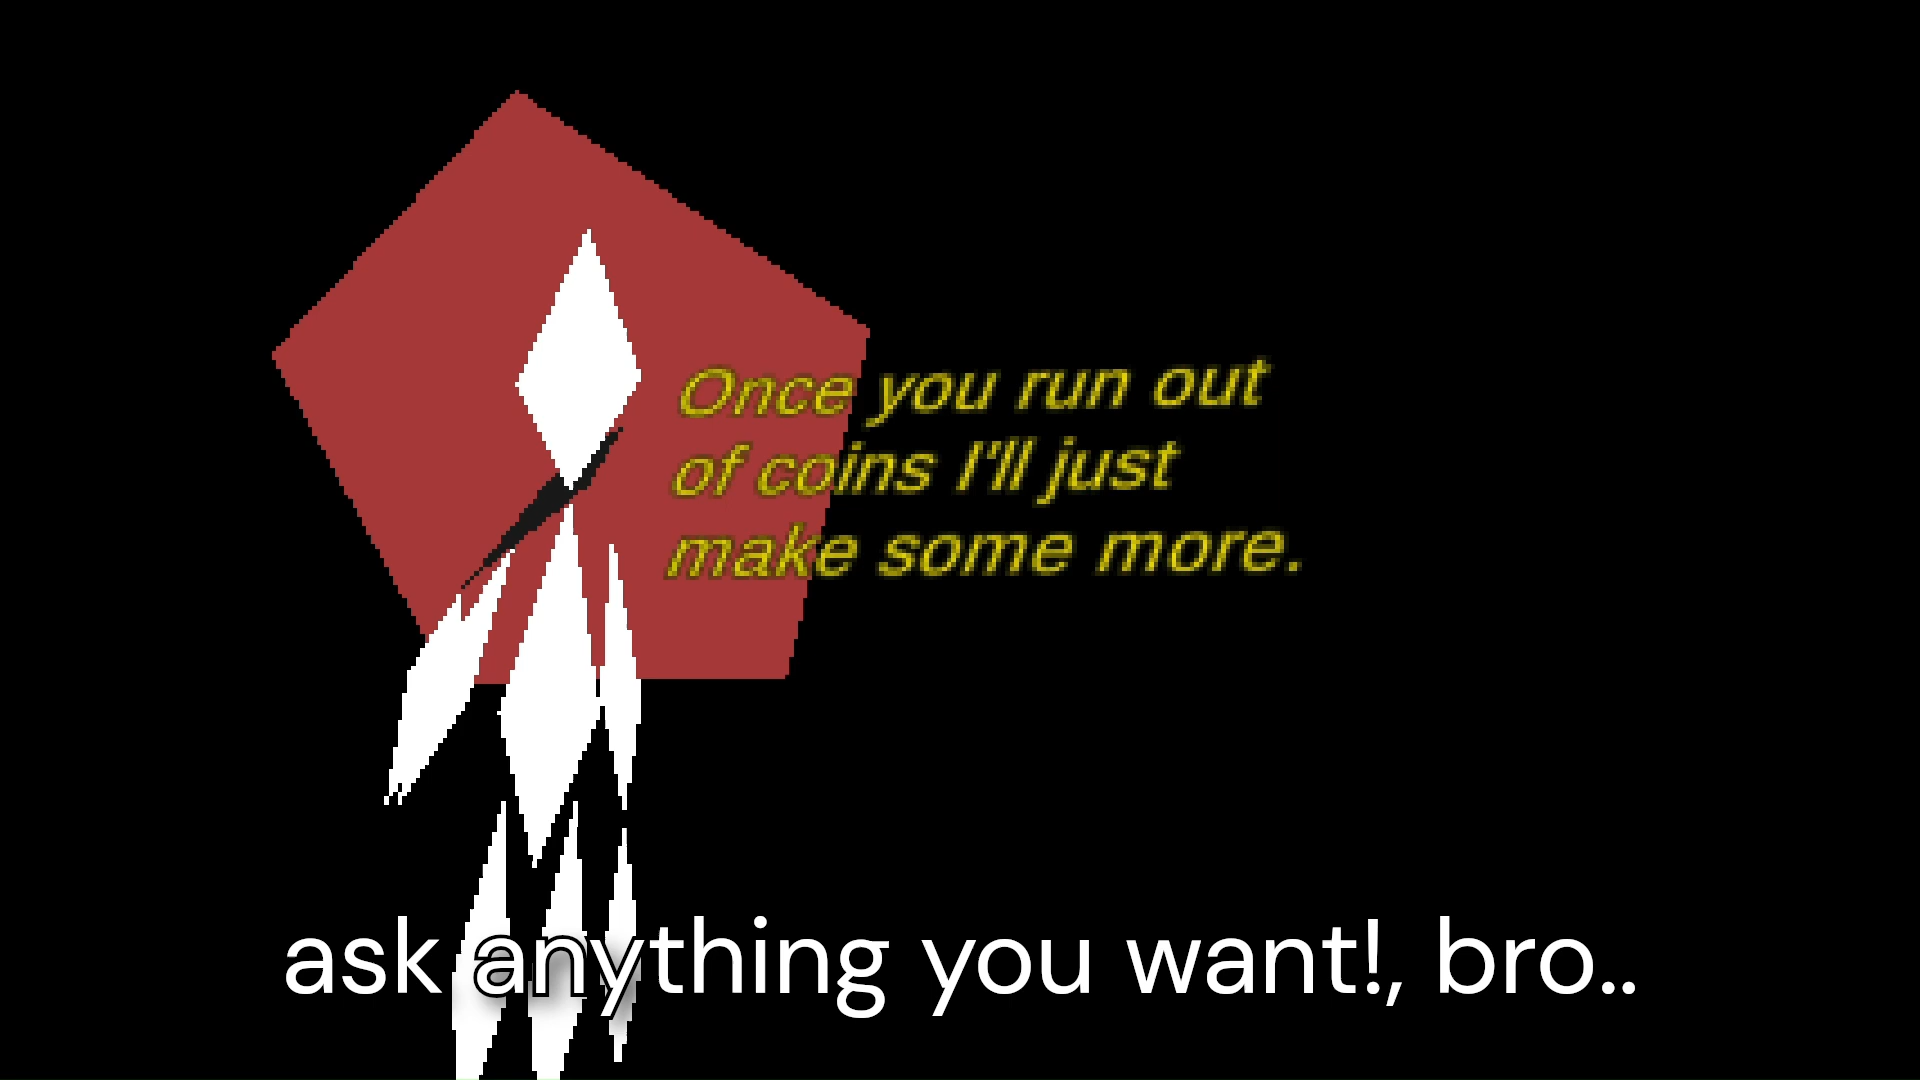 Once you run out
of coins I'll just
make some more.
ask anything you want!, bro..